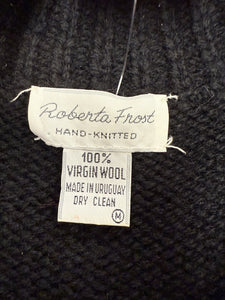 Roberta Frost
HAND-KNITTED
100%
VIRGIN WOOL
MADE IN URUGUAY
DRY CLEAN
M